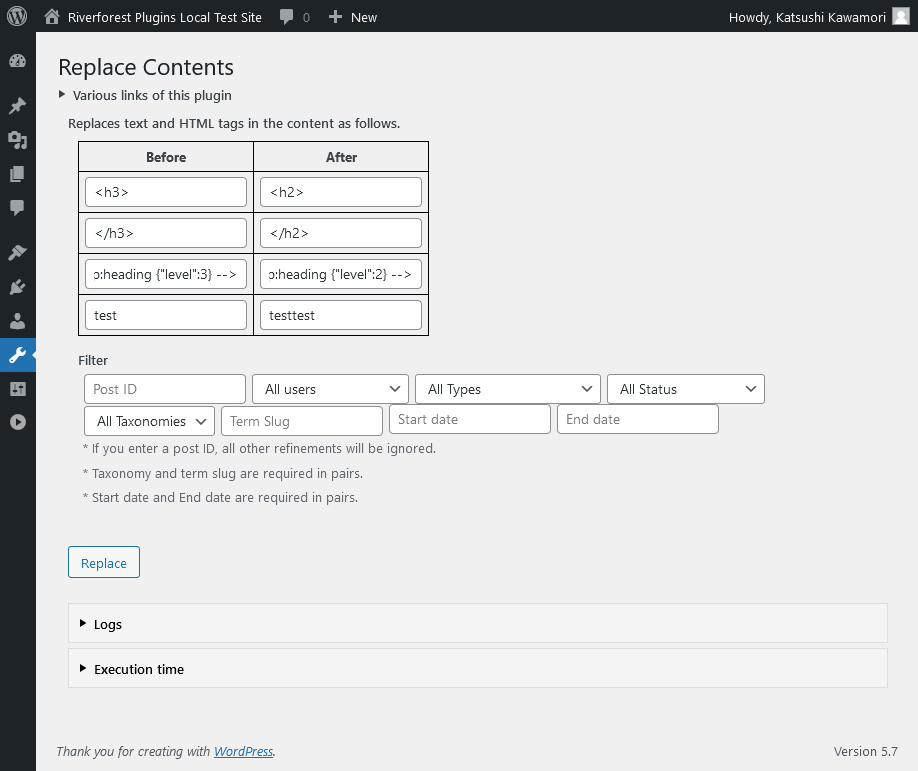 Riverforest Plugins Local Test Site 0 New Howdy, Katsushi Kawamori
Replace Contents
Various links of this plugin
Replaces text and HTML tags in the content as follows.
Before After
<h3> <h2>
</h3> </h2>
p:heading {"level":3} --> p:heading {"level":2} -->
test testtest
Filter
Post ID All users All Types All Status
All Taxonomies Term Slug Start date End date
* If you enter a post ID, all other refinements will be ignored.
* Taxonomy and term slug are required in pairs.
* Start date and End date are required in pairs.
Replace
Logs
Execution time
Thank you for creating with WordPress. Version 5.7